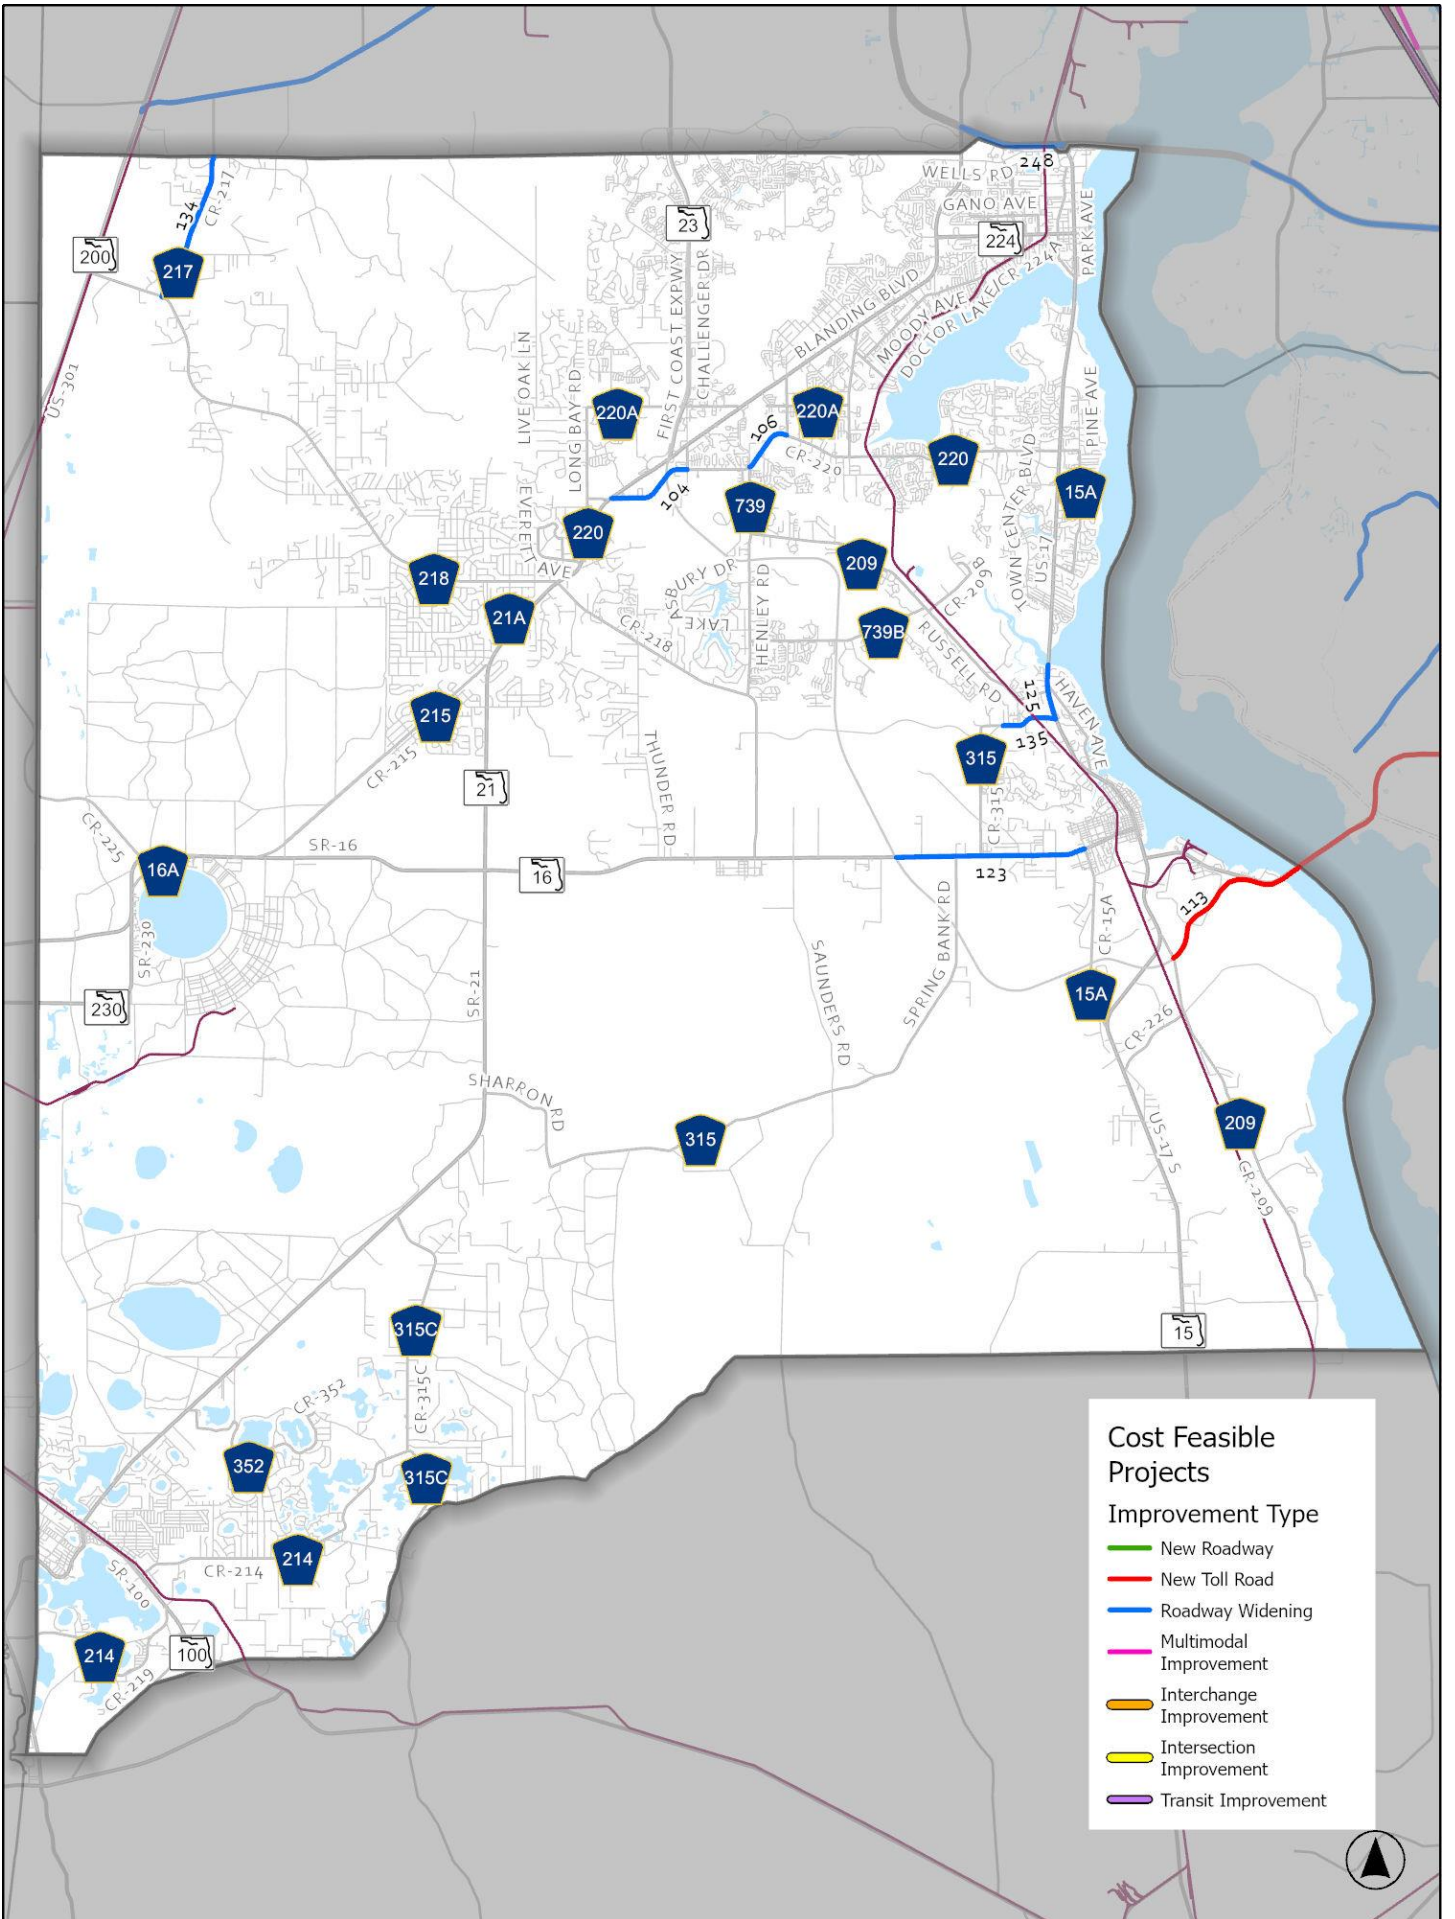 248
WELLS RD
GANO AVE
134
CR-217
23
224
PARK AVE
200
217
CHALLENGER DR
FIRST COAST EXPWY
BLANDING BLVD
MOODY AVE
DOCTOR LAKE/CR 224A
US-301
LIVE OAK LN
LONG BAY RD
220A
220A
106
CR-220
220
PINE AVE
15A
104
739
TOWN CENTER BLVD
US-17
EVERETT AVE
220
209
218
LAKE ASBURY DR
HENLEY RD
CR-209B
21A
CR-218
739B
RUSSELL RD
215
CR-215
125
HAVEN AVE
135
315
THUNDER RD
21
CR-315
CR-225
SR-16
16A
16
123
113
SR-230
CR-15A
SPRING BANK RD
SAUNDERS RD
SR-21
230
15A
CR-226
SHARRON RD
315
US-17 S
209
CR-209
315C
15
CR-315C
CR-352
352
315C
214
CR-214
SR-100
214
100
CR-219
Cost Feasible
Projects
Improvement Type
New Roadway
New Toll Road
Roadway Widening
Multimodal
Improvement
Interchange
Improvement
Intersection
Improvement
Transit Improvement